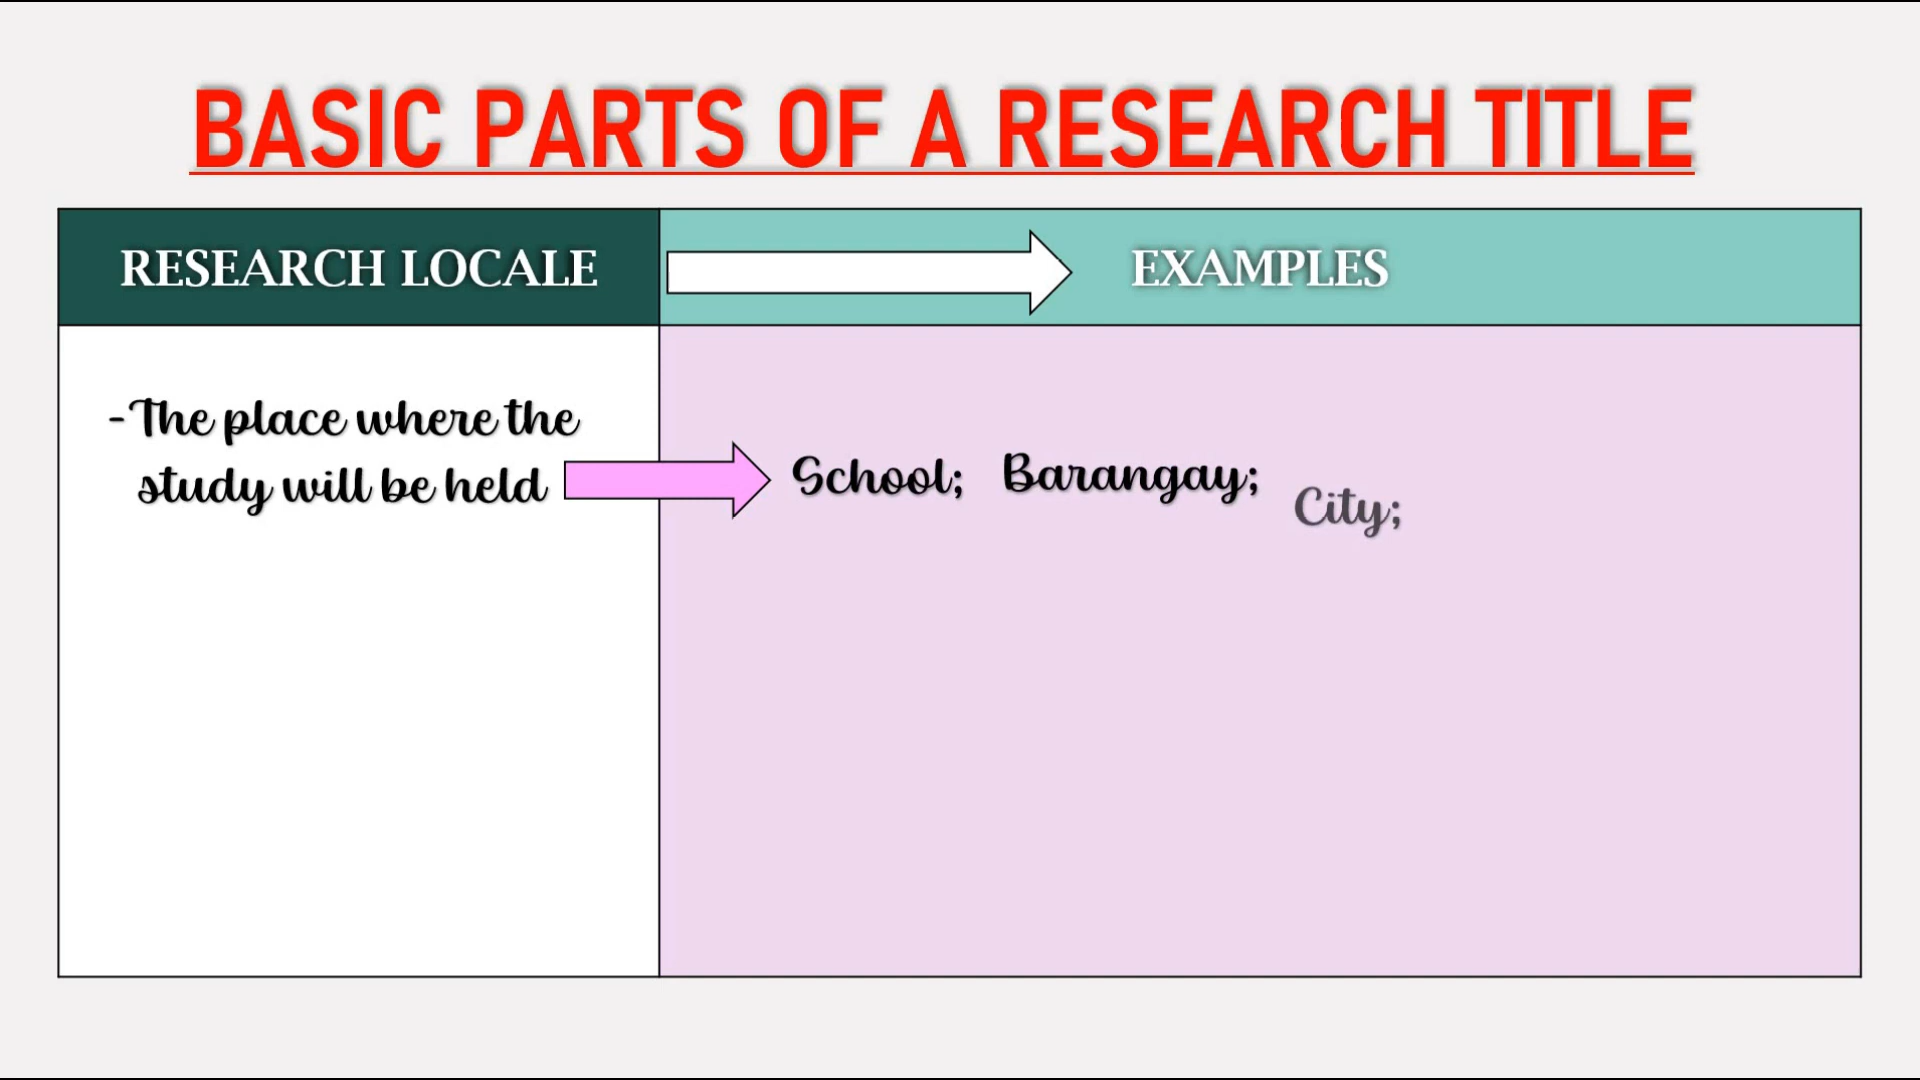 BASIC PARTS OF A RESEARCH TITLE
RESEARCH LOCALE
EXAMPLES
-The place where the
study will be held
School; Barangay; City;